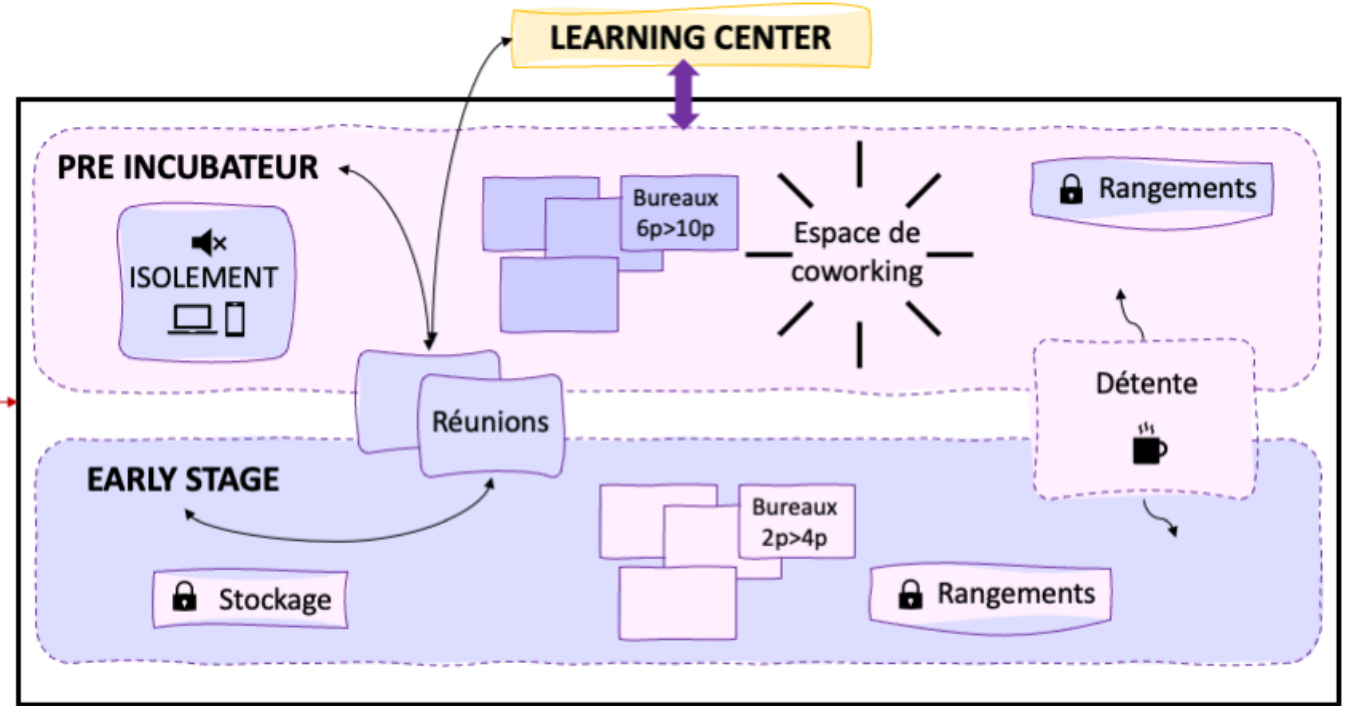 LEARNING CENTER
PRE INCUBATEUR
ISOLEMENT
Bureaux
6p>10p
Espace de
coworking
Rangements
Réunions
Détente
EARLY STAGE
Stockage
Bureaux
2p>4p
Rangements